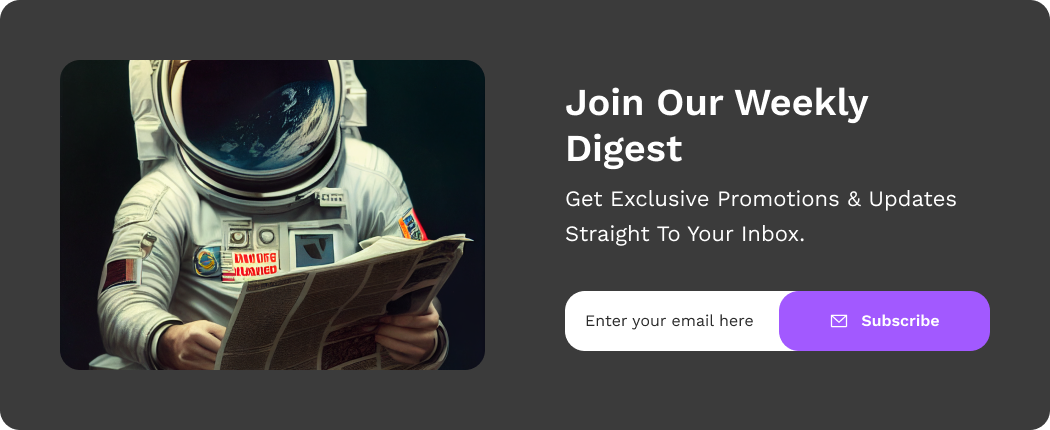 Join Our Weekly
Digest
Get Exclusive Promotions & Updates
Straight To Your Inbox.
Enter your email here
Subscribe